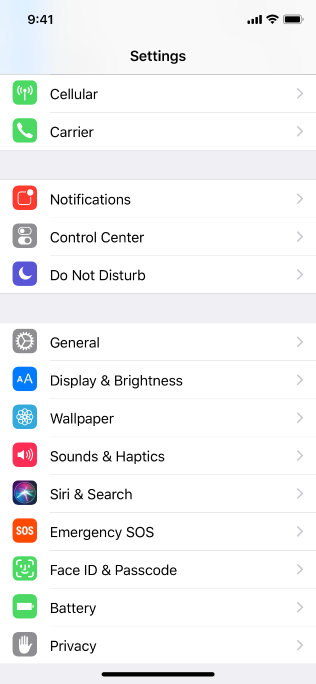 9:41
Settings
Cellular
Carrier
Notifications
Control Center
Do Not Disturb
General
AA Display & Brightness
Wallpaper
Sounds & Haptics
Siri & Search
SOS Emergency SOS
Face ID & Passcode
Battery
Privacy